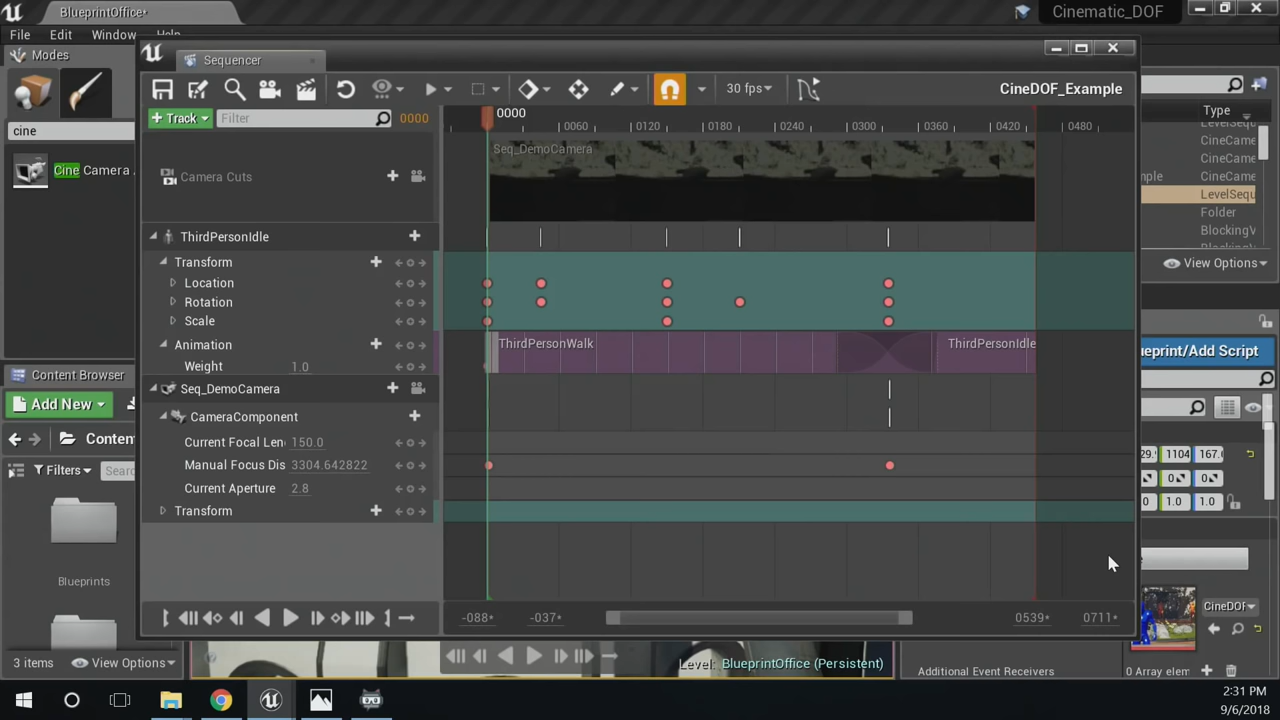 BlueprintOffice*
Cinematic_DOF
File Edit Window Help
Modes
cine
Cine Camera
Content Browser
Add New
Filters
Blueprints
3 items
View Options
Sequencer
30 fps
CineDOF_Example
Track
Filter
0000
0000
0060 0120 0180 0240 0300 0360 0420 0480
Camera Cuts
Seq_DemoCamera
ThirdPersonIdle
Transform
Location
Rotation
Scale
Animation
ThirdPersonWalk
ThirdPersonIdle
Weight 1.0
Seq_DemoCamera
CameraComponent
Current Focal Len 150.0
Manual Focus Dis 3304.642822
Current Aperture 2.8
Transform
-088* -037* 0539* 0711*
Level: BlueprintOffice (Persistent)
Type
CineCame
CineCame
CineCame
LevelSequ
Folder
BlockingV
View Options
eprint/Add Script
1104 167.
0 0
1.0 1.0
CineDOF
Additional Event Receivers
0 Array elem
2:31 PM
9/6/2018